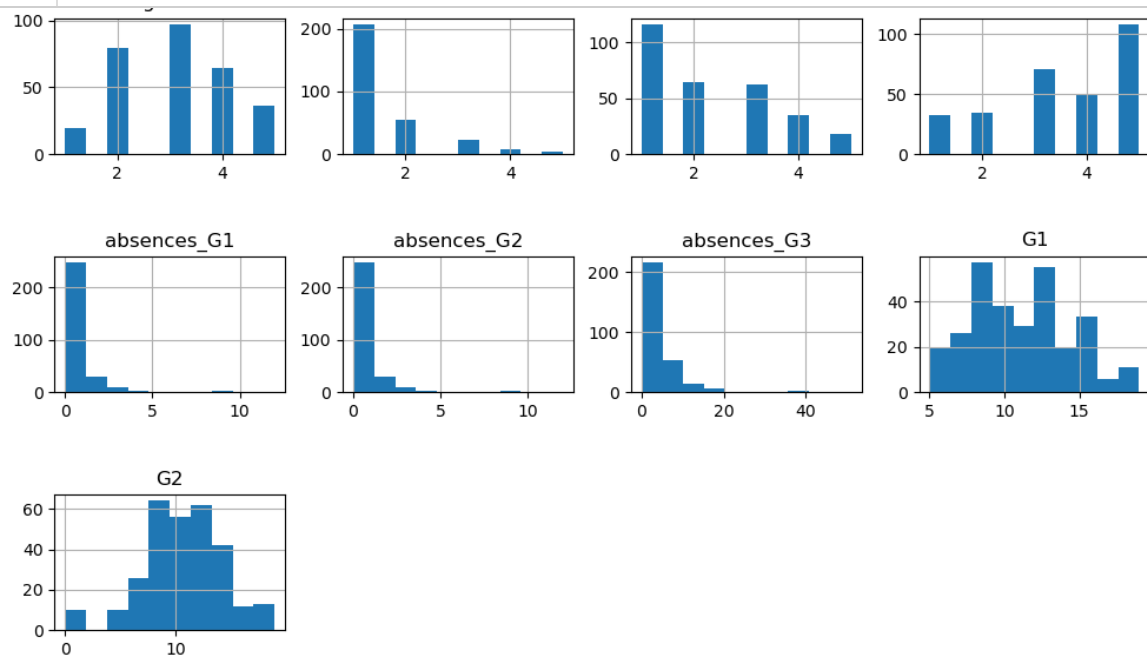 100 50 0 2 4
200 100 0 2 4
100 50 0 2 4
100 50 0 2 4
absences_G1
200 100 0 0 5 10
absences_G2
200 100 0 0 5 10
absences_G3
200 100 0 0 20 40
G1
40 20 0 5 10 15
G2
60 40 20 0 0 10